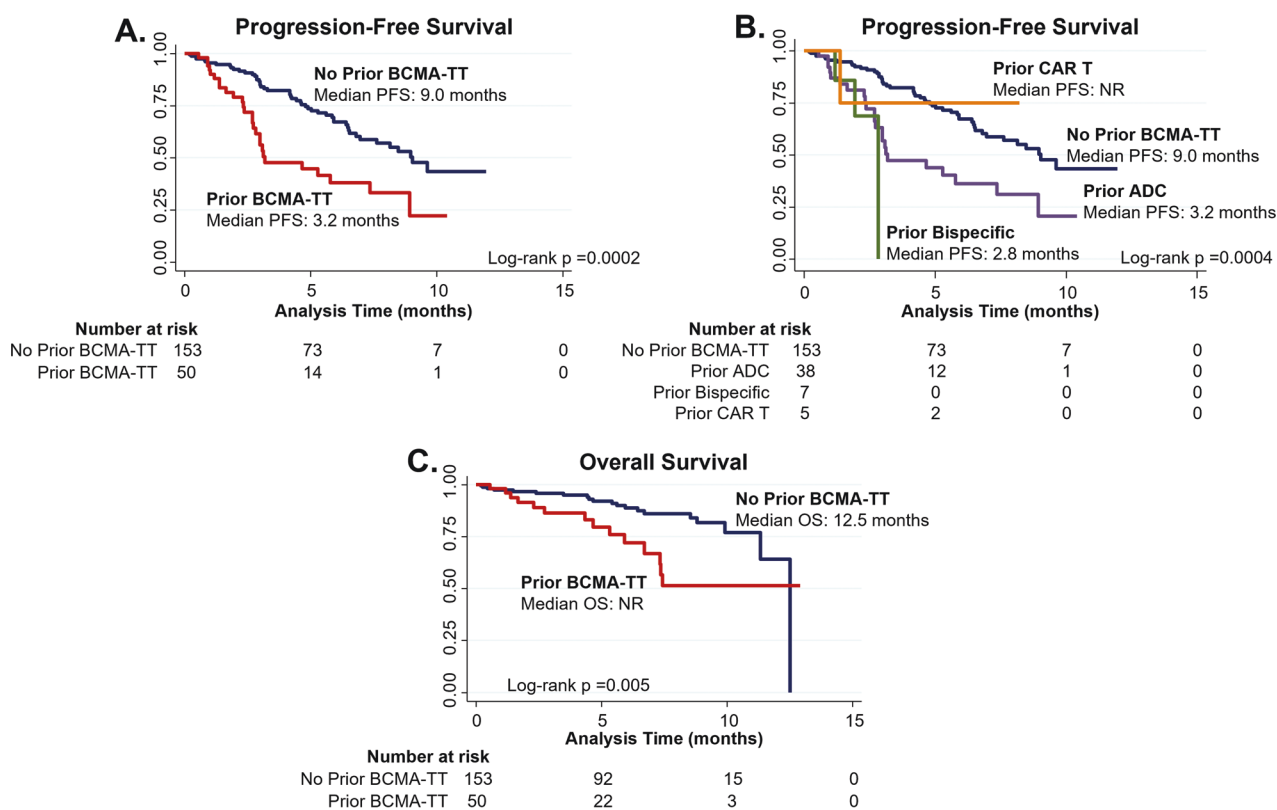 A.
Progression-Free Survival
1.00
0.75
0.50
0.25
0.00
No Prior BCMA-TT
Median PFS: 9.0 months
Prior BCMA-TT
Median PFS: 3.2 months
Log-rank p =0.0002
0 5 10 15
Analysis Time (months)
Number at risk
No Prior BCMA-TT 153 73 7 0
Prior BCMA-TT 50 14 1 0
B.
Progression-Free Survival
1.00
0.75
0.50
0.25
0.00
Prior CAR T
Median PFS: NR
No Prior BCMA-TT
Median PFS: 9.0 months
Prior ADC
Median PFS: 3.2 months
Prior Bispecific
Median PFS: 2.8 months
Log-rank p =0.0004
0 5 10 15
Analysis Time (months)
Number at risk
No Prior BCMA-TT 153 73 7 0
Prior ADC 38 12 1 0
Prior Bispecific 7 0 0 0
Prior CAR T 5 2 0 0
C.
Overall Survival
1.00
0.75
0.50
0.25
0.00
No Prior BCMA-TT
Median OS: 12.5 months
Prior BCMA-TT
Median OS: NR
Log-rank p =0.005
0 5 10 15
Analysis Time (months)
Number at risk
No Prior BCMA-TT 153 92 15 0
Prior BCMA-TT 50 22 3 0